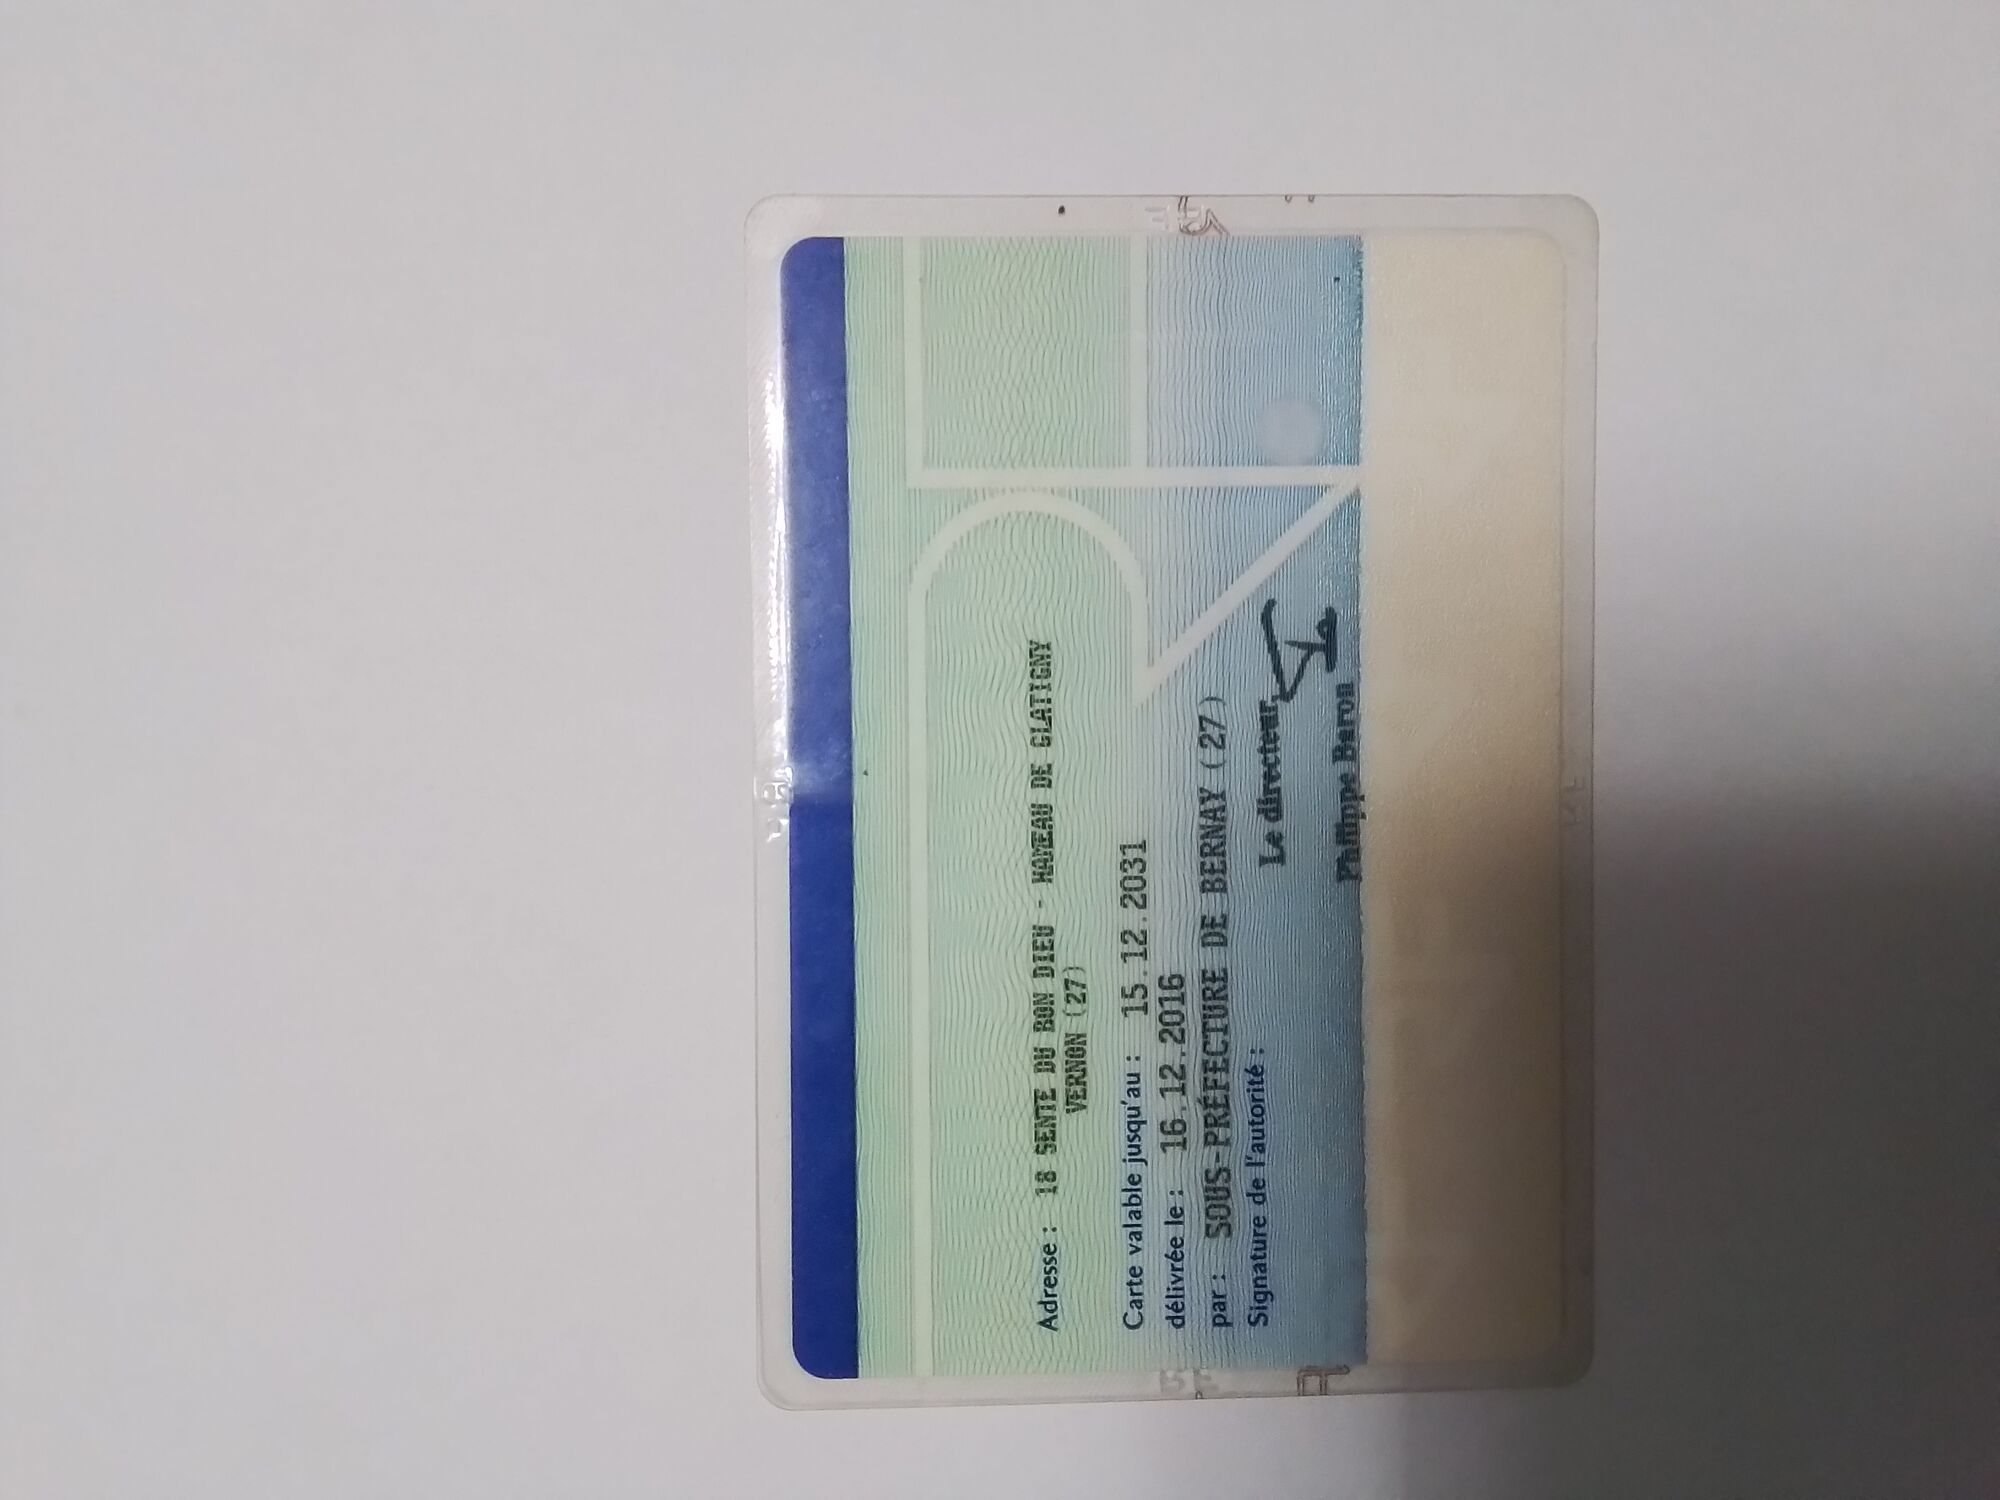 Adresse : 18 SENTE DU BON DIEU - HAMEAU DE CLATIGNY
VERNON (27)
Carte valable jusqu'au : 15.12.2031
délivrée le : 16.12.2016
par : SOUS-PRÉFECTURE DE BERNAY (27)
Signature de l'autorité :
Le directeur,
Philippe Baron